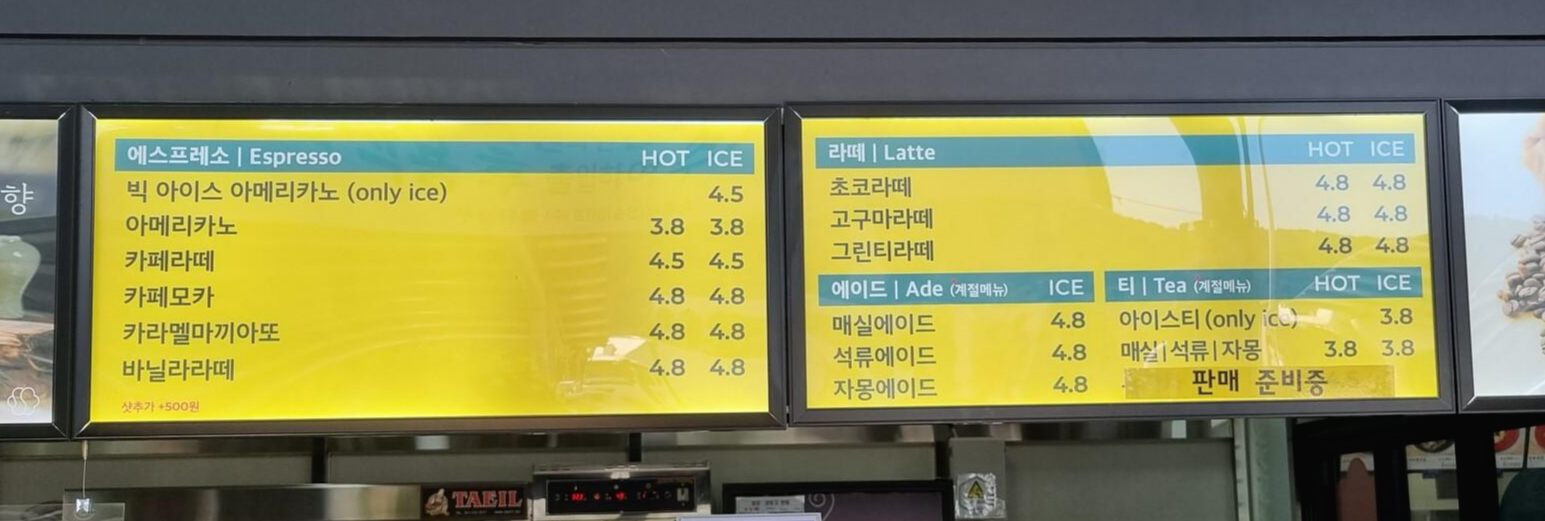 향
에스프레소 | Espresso HOT ICE
빅 아이스 아메리카노 (only ice) 4.5
아메리카노 3.8 3.8
카페라떼 4.5 4.5
카페모카 4.8 4.8
카라멜마끼아또 4.8 4.8
바닐라라떼 4.8 4.8
샷추가 +500원
라떼 | Latte HOT ICE
초코라떼 4.8 4.8
고구마라떼 4.8 4.8
그린티라떼 4.8 4.8
에이드 | Ade (계절메뉴) ICE
매실에이드 4.8
석류에이드 4.8
자몽에이드 4.8
티 | Tea (계절메뉴) HOT ICE
아이스티 (only ice) 3.8
매실|석류|자몽 3.8 3.8
판매 준비중
TAEIL